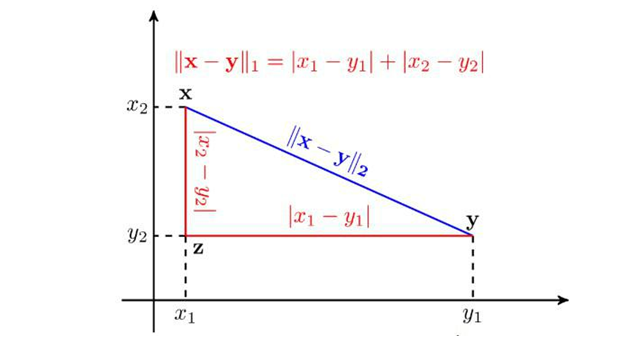 ‖x − y‖₁ = |x₁ − y₁| + |x₂ − y₂|
x
x₂
‖x − y‖₂
|x₂ − y₂|
|x₁ − y₁|
y
y₂
z
x₁
y₁